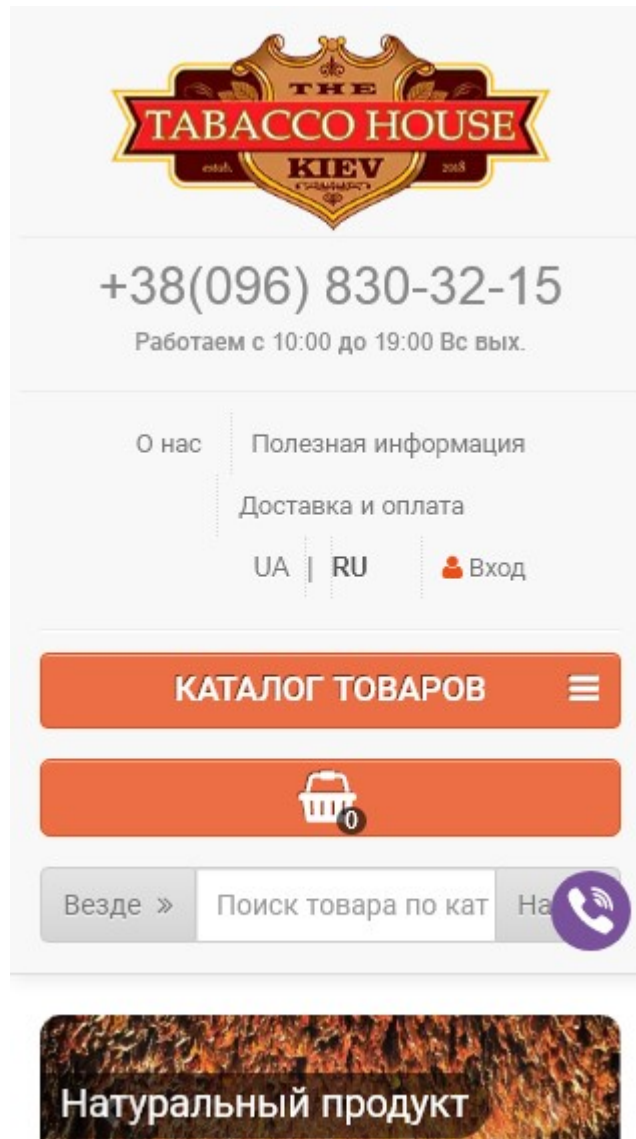 THE
TABACCO HOUSE
estab. KIEV 2018
+38(096) 830-32-15
Работаем с 10:00 до 19:00 Вс вых.
О нас Полезная информация
Доставка и оплата
UA | RU Вход
КАТАЛОГ ТОВАРОВ
0
Везде » Поиск товара по кат На
Натуральный продукт